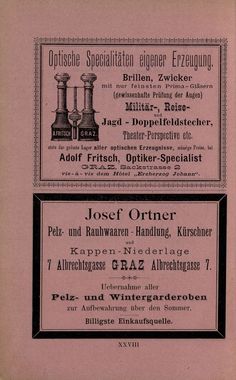 Optische Specialitäten eigener Erzeugung.
Brillen, Zwicker
mit nur feinsten Prima-Gläsern
(gewissenhafte Prüfung der Augen)
Militär-, Reise-
und
Jagd - Doppelfeldstecher,
Theater-Perspective etc.
A. FRITSCH GRAZ.
stets das grösste Lager aller optischen Erzeugnisse, mässige Preise, bei
Adolf Fritsch, Optiker-Specialist
GRAZ, Sackstrasse 2
vis-à-vis dem Hôtel „Erzherzog Johann“.
Josef Ortner
Pelz- und Rauhwaaren-Handlung, Kürschner
und
Kappen-Niederlage
7 Albrechtsgasse GRAZ Albrechtsgasse 7.
Uebernahme aller
Pelz- und Wintergarderoben
zur Aufbewahrung über den Sommer.
Billigste Einkaufsquelle.
XXVIII